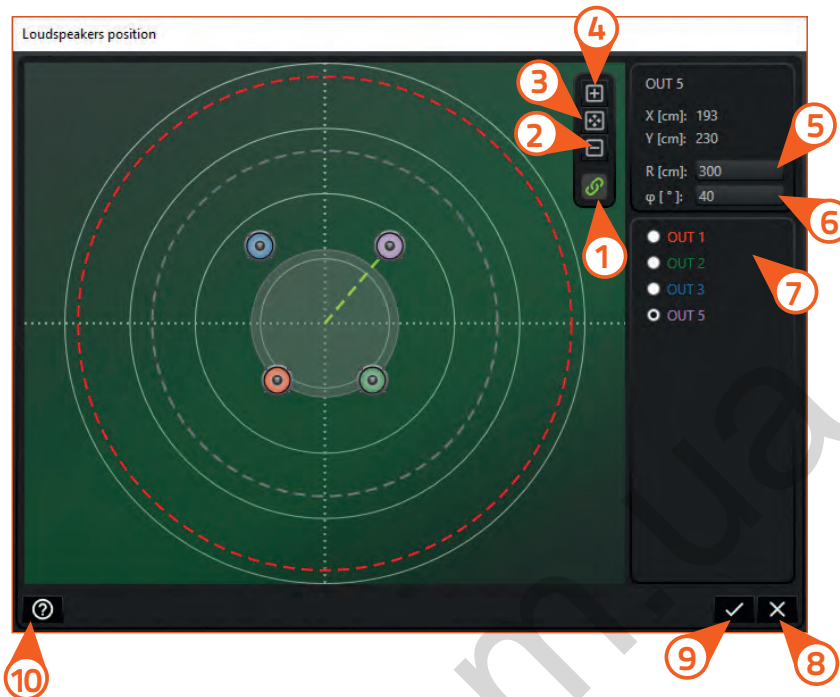 Loudspeakers position
4
3
2
1
OUT 5
X [cm]: 193
Y [cm]: 230
R [cm]: 300
φ [ ° ]: 40
5
6
OUT 1
OUT 2
OUT 3
OUT 5
7
10
9
8
m.ua